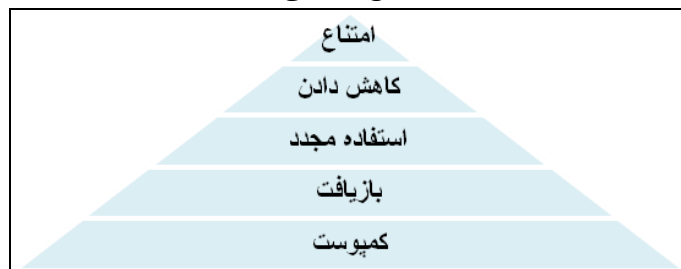 امتناع
کاهش دادن
استفاده مجدد
بازیافت
کمپوست